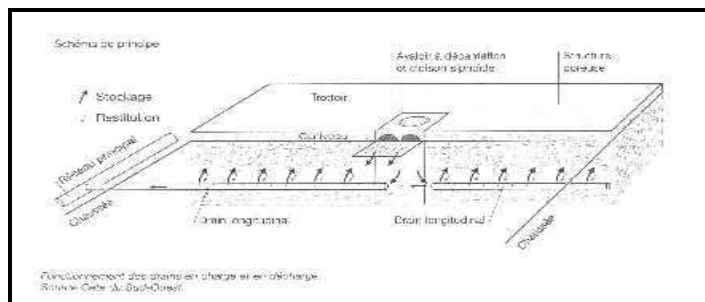 Schéma de principe
Avaloir à décantation
et cloison siphoïde
Structure
poreuse
Stockage
Restitution
Trottoir
Caniveau
Réseau principal
Chaussée
Drain longitudinal
Drain longitudinal
Chaussée
Fonctionnement des drains en charge et en décharge
Source Cete du Sud-Ouest.